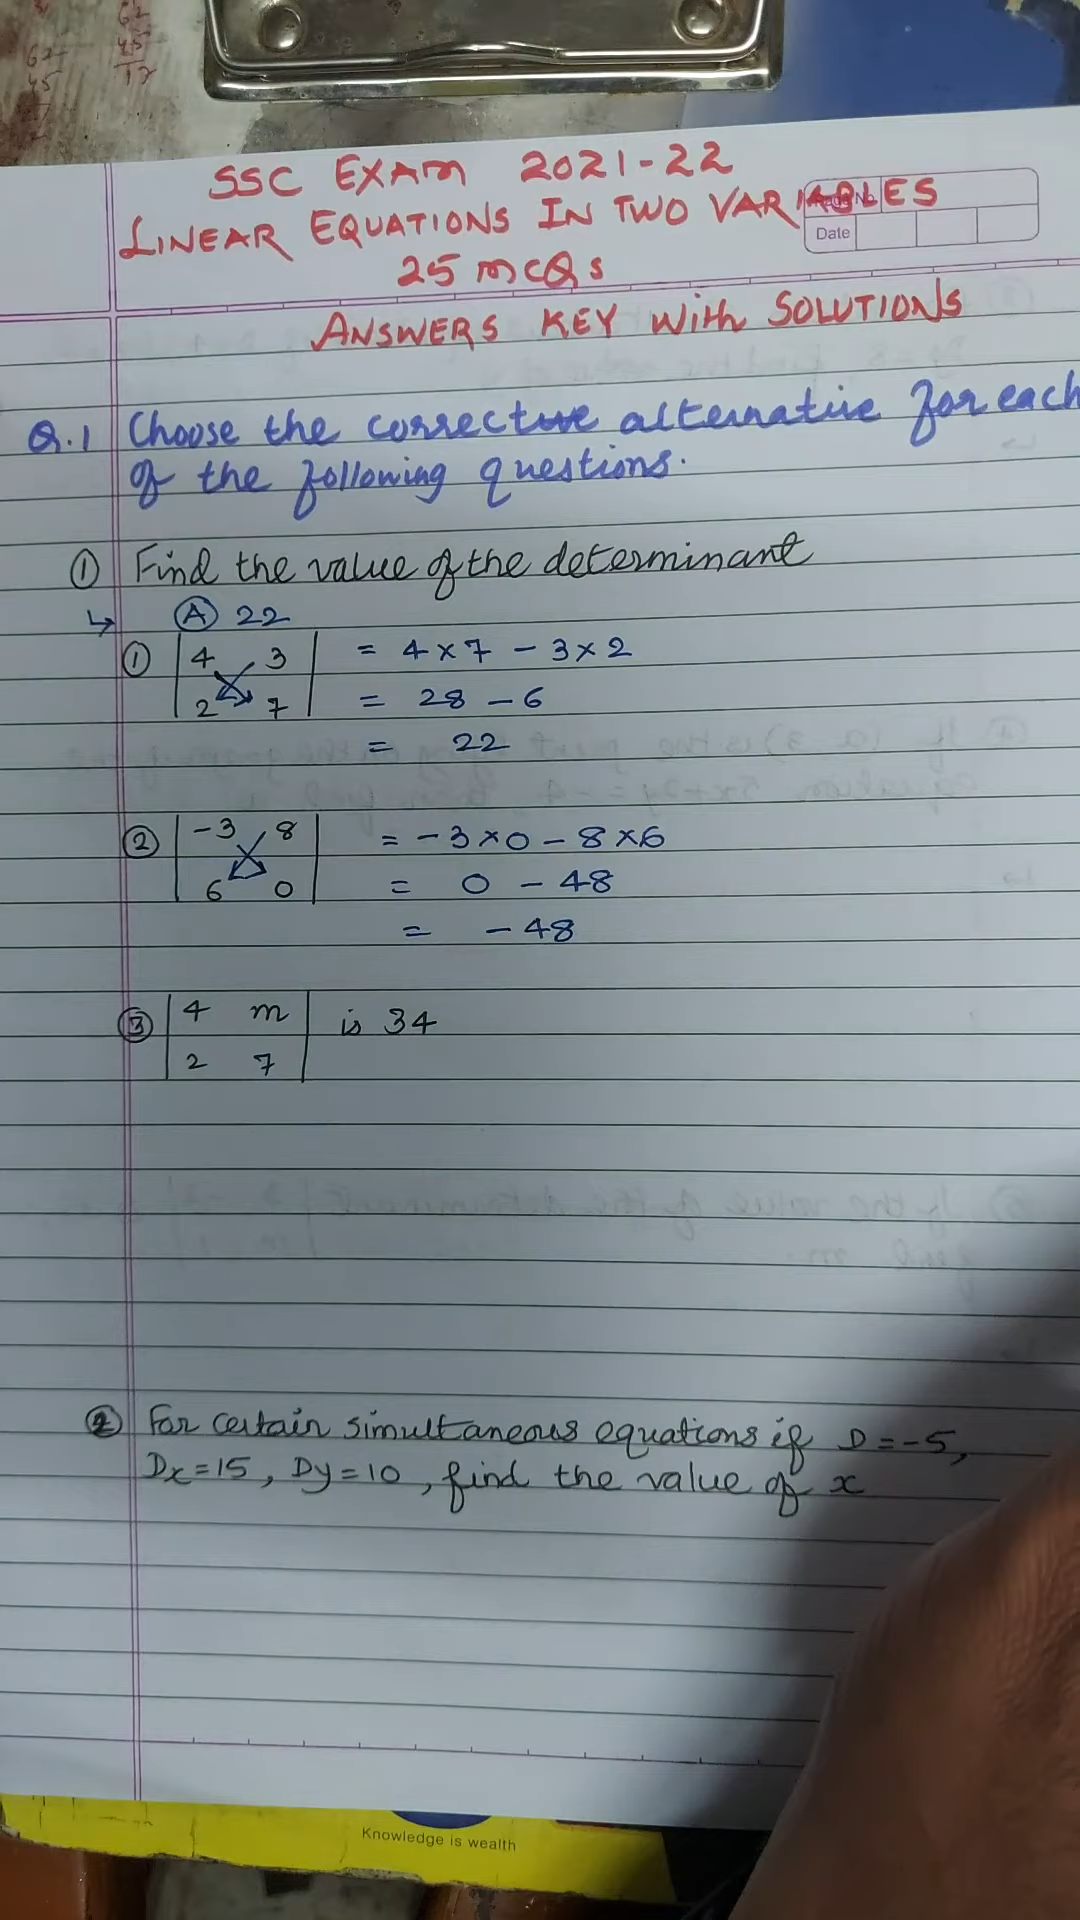 SSC EXAM 2021-22
LINEAR EQUATIONS IN TWO VARIABLES
Date
25 MCQs
ANSWERS KEY With SOLUTIONS
Q.1 Choose the correct alternative for each
of the following questions.
① Find the value of the determinant
↳ Ⓐ 22
① | 4 3 | = 4 × 7 - 3 × 2
| 2 7 | = 28 - 6
= 22
② | -3 8 | = -3 × 0 - 8 × 6
| 6 0 | = 0 - 48
= -48
③ | 4 m | is 34
| 2 7 |
② For certain simultaneous equations if D = -5,
Dx = 15, Dy = 10, find the value of x
Knowledge is wealth